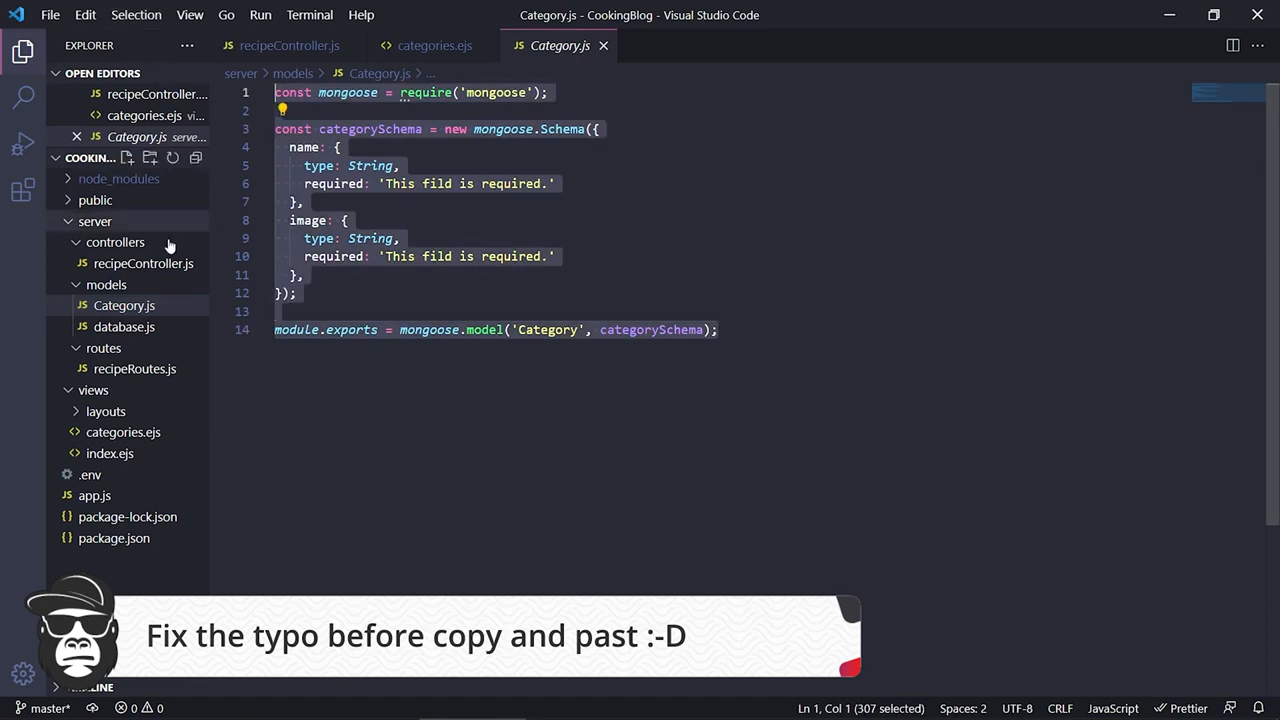 File Edit Selection View Go Run Terminal Help
Category.js - CookingBlog - Visual Studio Code
EXPLORER
recipeController.js
categories.ejs
Category.js
OPEN EDITORS
recipeController....
categories.ejs vi...
Category.js serve...
COOKIN...
node_modules
public
server
controllers
recipeController.js
models
Category.js
database.js
routes
recipeRoutes.js
views
layouts
categories.ejs
index.ejs
.env
app.js
package-lock.json
package.json
server > models > JS Category.js > ...
1 const mongoose = require('mongoose');
2
3 const categorySchema = new mongoose.Schema({
4 name: {
5 type: String,
6 required: 'This fild is required.'
7 },
8 image: {
9 type: String,
10 required: 'This fild is required.'
11 },
12 });
13
14 module.exports = mongoose.model('Category', categorySchema);
Fix the typo before copy and past :-D
master* 0 0
Ln 1, Col 1 (307 selected) Spaces: 2 UTF-8 CRLF JavaScript Prettier